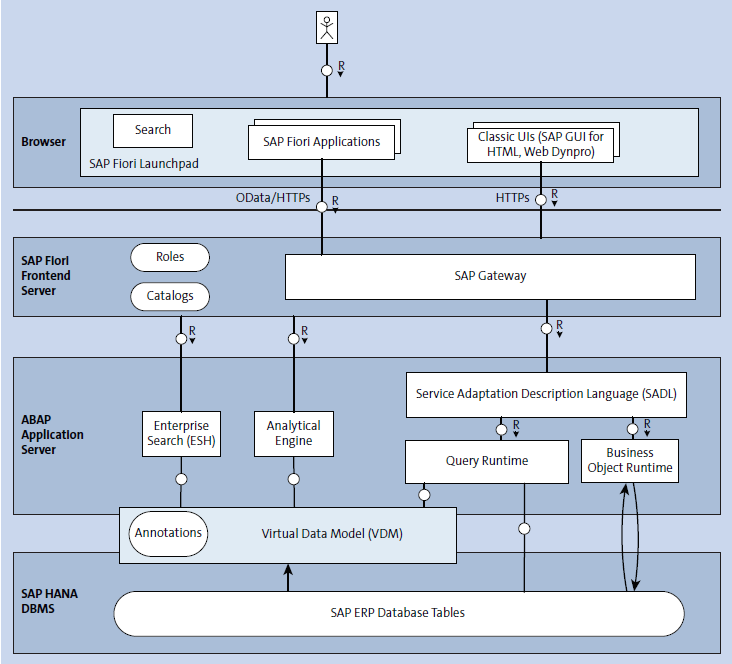 R
Browser
Search
SAP Fiori Launchpad
SAP Fiori Applications
Classic UIs (SAP GUI for
HTML, Web Dynpro)
OData/HTTPs
R
HTTPs
R
SAP Fiori
Frontend
Server
Roles
Catalogs
SAP Gateway
R
R
R
ABAP
Application
Server
Service Adaptation Description Language (SADL)
Enterprise
Search (ESH)
Analytical
Engine
R
R
Query Runtime
Business
Object Runtime
Annotations
Virtual Data Model (VDM)
SAP HANA
DBMS
SAP ERP Database Tables